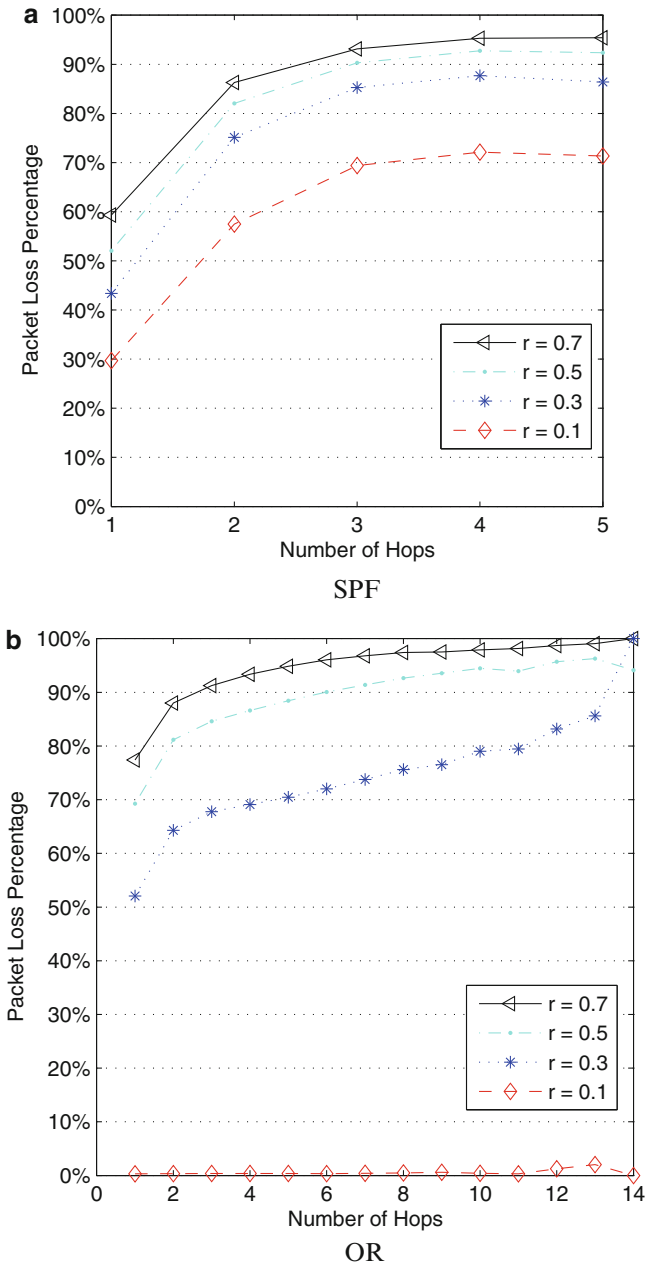 a
100%
90%
80%
70%
60%
50%
40%
30%
20%
10%
0%
Packet Loss Percentage
r = 0.7
r = 0.5
r = 0.3
r = 0.1
1 2 3 4 5
Number of Hops
SPF
b
100%
90%
80%
70%
60%
50%
40%
30%
20%
10%
0%
Packet Loss Percentage
r = 0.7
r = 0.5
r = 0.3
r = 0.1
0 2 4 6 8 10 12 14
Number of Hops
OR